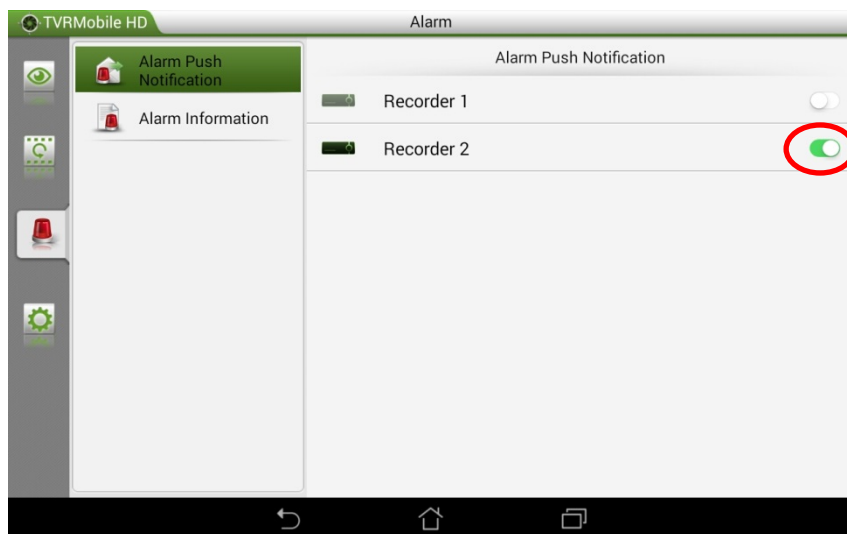 TVRMobile HD
Alarm
Alarm Push
Notification
Alarm Information
Alarm Push Notification
Recorder 1
Recorder 2